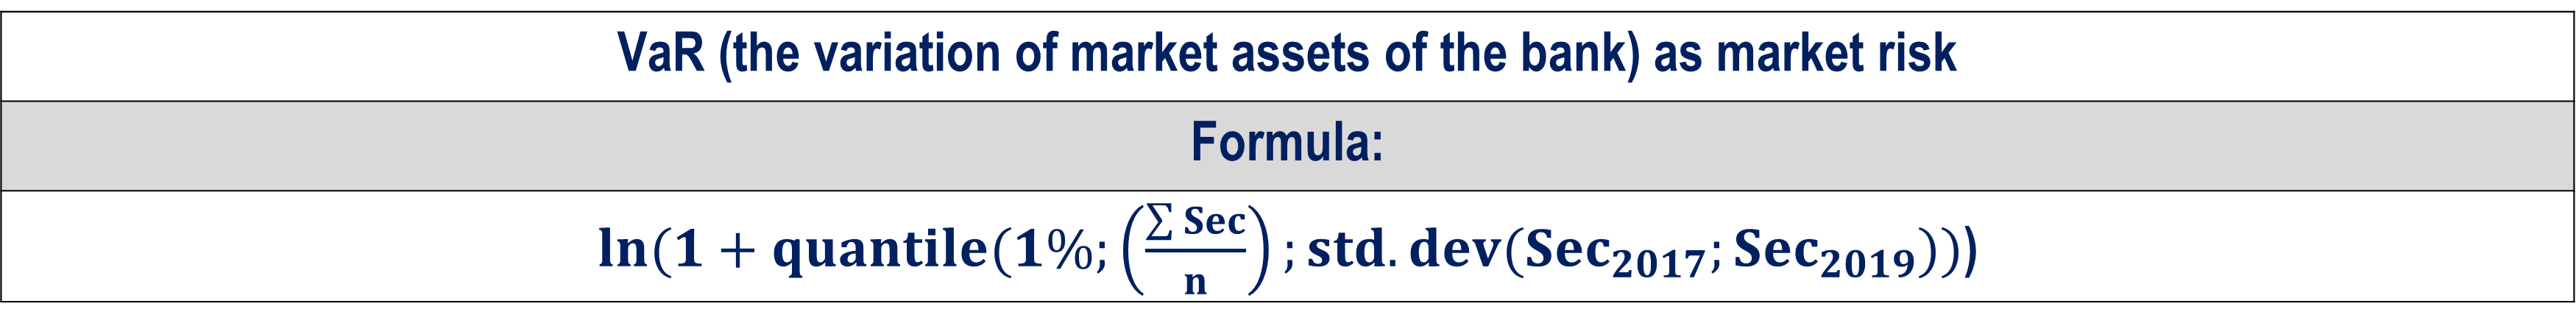 VaR (the variation of market assets of the bank) as market risk
Formula:
ln(1 + quantile(1%; (∑ Sec / n) ; std. dev(Sec₂₀₁₇; Sec₂₀₁₉)))